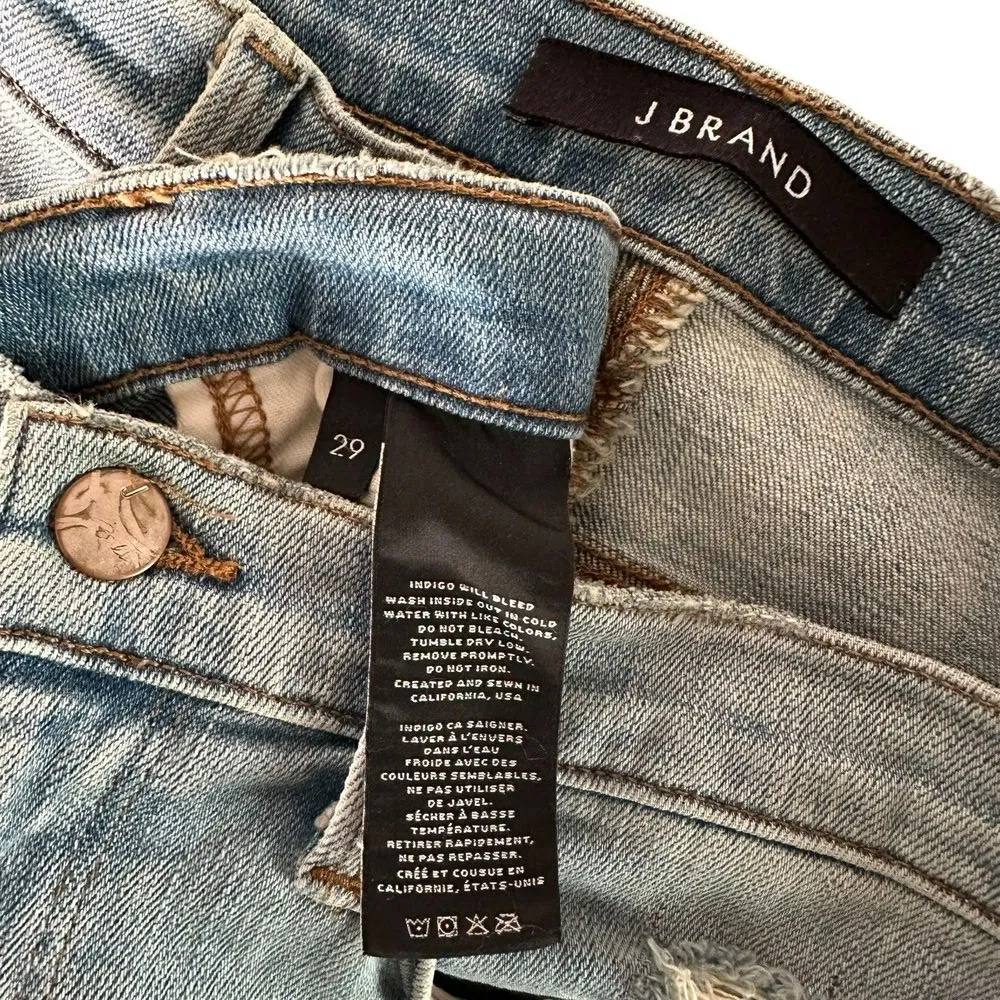 J BRAND
29
INDIGO WILL BLEED
WASH INSIDE OUT IN COLD
WATER WITH LIKE COLORS.
DO NOT BLEACH.
TUMBLE DRY LOW.
REMOVE PROMPTLY.
DO NOT IRON.
CREATED AND SEWN IN
CALIFORNIA, USA
INDIGO CA SAIGNER.
LAVER À L'ENVERS
DANS L'EAU
FROIDE AVEC DES
COULEURS SEMBLABLES.
NE PAS UTILISER
DE JAVEL.
SÉCHER À BASSE
TEMPÉRATURE.
RETIRER RAPIDEMENT,
NE PAS REPASSER.
CRÉÉ ET COUSUE EN
CALIFORNIE, ÉTATS-UNIS